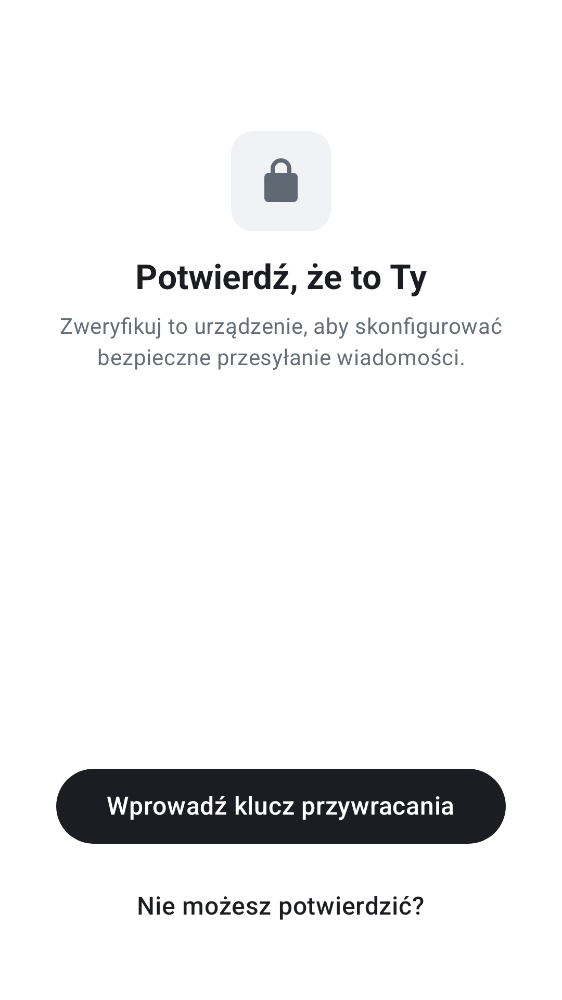 Potwierdź, że to Ty
Zweryfikuj to urządzenie, aby skonfigurować
bezpieczne przesyłanie wiadomości.
Wprowadź klucz przywracania
Nie możesz potwierdzić?